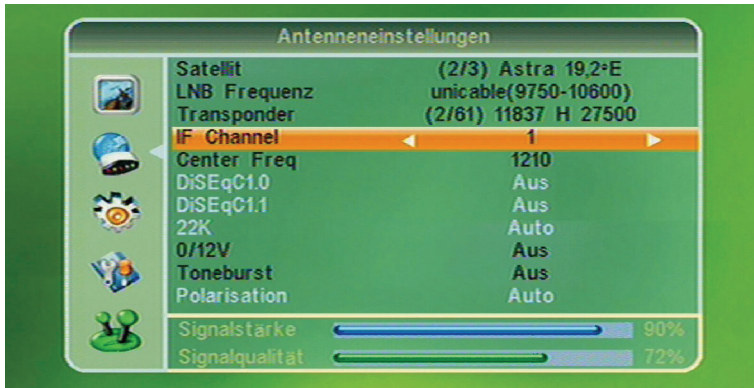 Antenneneinstellungen
Satellit (2/3) Astra 19,2°E
LNB Frequenz unicable(9750-10600)
Transponder (2/61) 11837 H 27500
IF Channel 1
Center Freq 1210
DiSEqC1.0 Aus
DiSEqC1.1 Aus
22K Auto
0/12V Aus
Toneburst Aus
Polarisation Auto
Signalstärke 90%
Signalqualität 72%